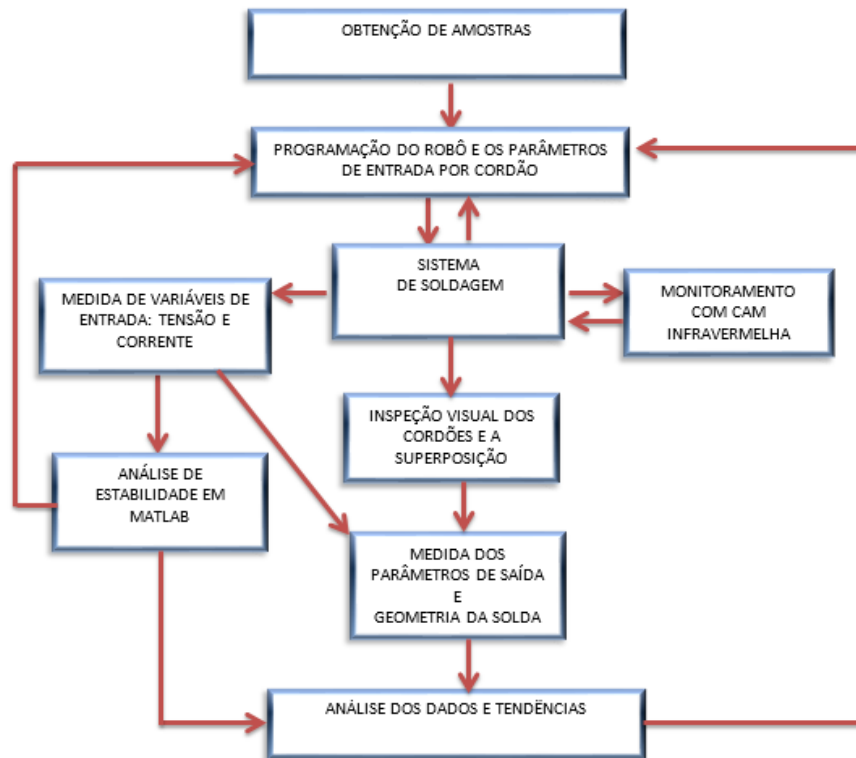 OBTENÇÃO DE AMOSTRAS
PROGRAMAÇÃO DO ROBÔ E OS PARÂMETROS
DE ENTRADA POR CORDÃO
SISTEMA
DE SOLDAGEM
MEDIDA DE VARIÁVEIS DE
ENTRADA: TENSÃO E
CORRENTE
MONITORAMENTO
COM CAM
INFRAVERMELHA
INSPEÇÃO VISUAL DOS
CORDÕES E A
SUPERPOSIÇÃO
ANÁLISE DE
ESTABILIDADE EM
MATLAB
MEDIDA DOS
PARÂMETROS DE SAÍDA
E
GEOMETRIA DA SOLDA
ANÁLISE DOS DADOS E TENDËNCIAS